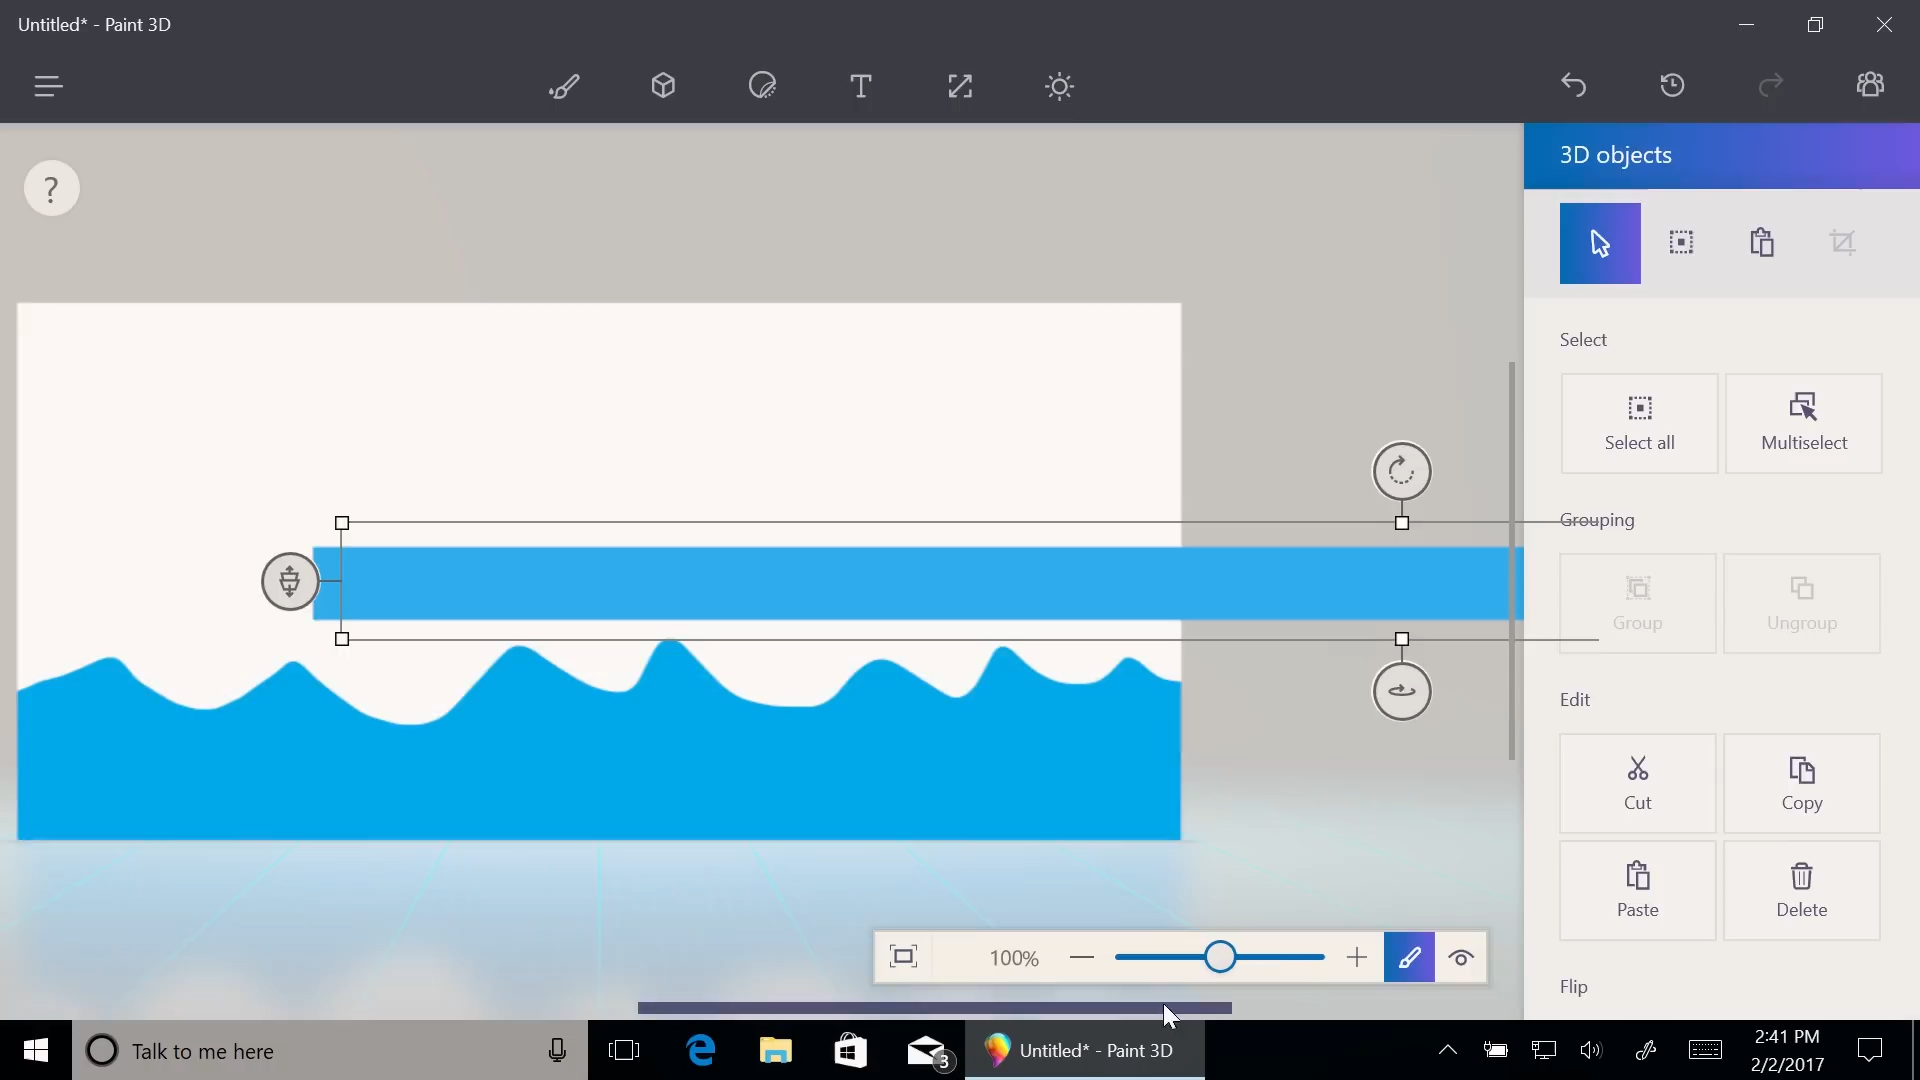 Untitled* - Paint 3D
?
3D objects
Select
Select all
Multiselect
Grouping
Group
Ungroup
Edit
Cut
Copy
Paste
Delete
Flip
100%
Talk to me here
3
Untitled* - Paint 3D
2:41 PM
2/2/2017